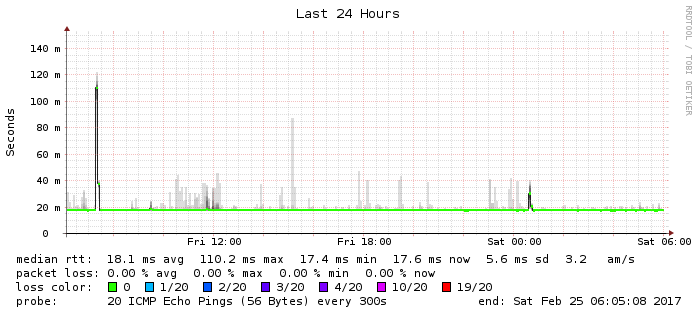 Last 24 Hours
RRDTOOL / TOBI OETIKER
Seconds
140 m
120 m
100 m
80 m
60 m
40 m
20 m
0
Fri 12:00 Fri 18:00 Sat 00:00 Sat 06:00
median rtt: 18.1 ms avg 110.2 ms max 17.4 ms min 17.6 ms now 5.6 ms sd 3.2 am/s
packet loss: 0.00 % avg 0.00 % max 0.00 % min 0.00 % now
loss color: 0 1/20 2/20 3/20 4/20 10/20 19/20
probe: 20 ICMP Echo Pings (56 Bytes) every 300s end: Sat Feb 25 06:05:08 2017